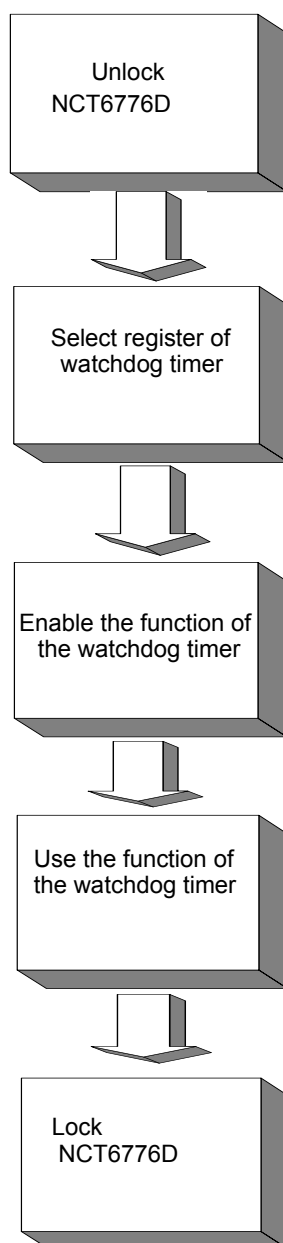 Unlock
NCT6776D
Select register of
watchdog timer
Enable the function of
the watchdog timer
Use the function of
the watchdog timer
Lock
NCT6776D